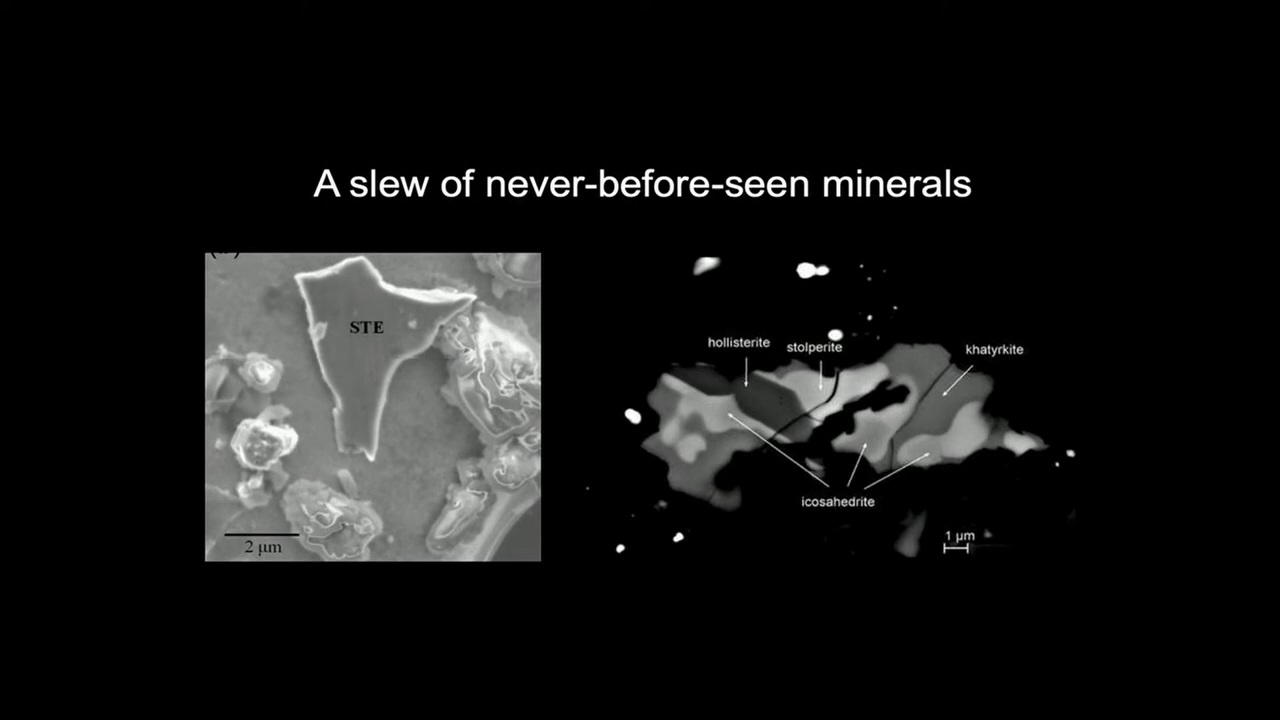 A slew of never-before-seen minerals
STE
2 μm
hollisterite
stolperite
khatyrkite
icosahedrite
1 μm